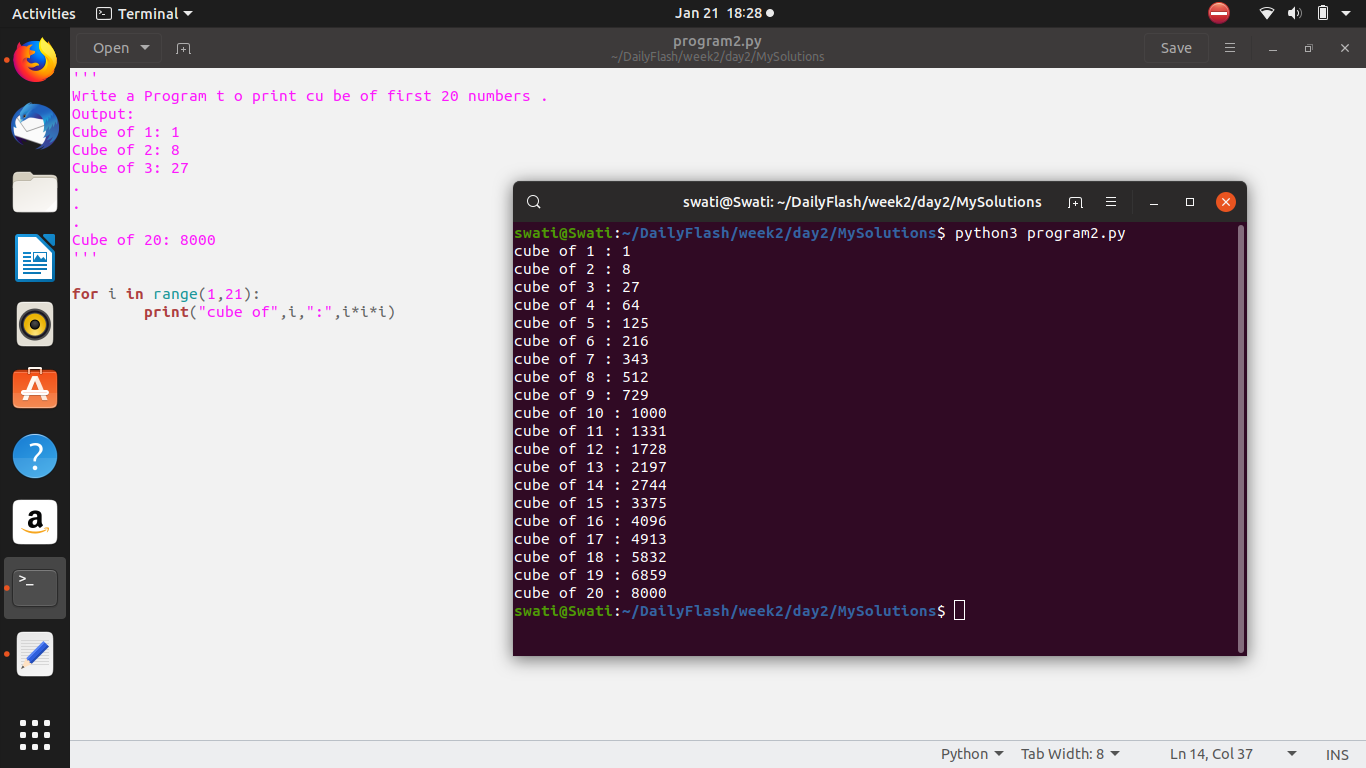 Activities Terminal Jan 21 18:28
Open program2.py Save
~/DailyFlash/week2/day2/MySolutions
'''
Write a Program t o print cu be of first 20 numbers .
Output:
Cube of 1: 1
Cube of 2: 8
Cube of 3: 27
.
.
.
Cube of 20: 8000
'''
for i in range(1,21):
print("cube of",i,":",i*i*i)
swati@Swati: ~/DailyFlash/week2/day2/MySolutions
swati@Swati:~/DailyFlash/week2/day2/MySolutions$ python3 program2.py
cube of 1 : 1
cube of 2 : 8
cube of 3 : 27
cube of 4 : 64
cube of 5 : 125
cube of 6 : 216
cube of 7 : 343
cube of 8 : 512
cube of 9 : 729
cube of 10 : 1000
cube of 11 : 1331
cube of 12 : 1728
cube of 13 : 2197
cube of 14 : 2744
cube of 15 : 3375
cube of 16 : 4096
cube of 17 : 4913
cube of 18 : 5832
cube of 19 : 6859
cube of 20 : 8000
swati@Swati:~/DailyFlash/week2/day2/MySolutions$
Python Tab Width: 8 Ln 14, Col 37 INS